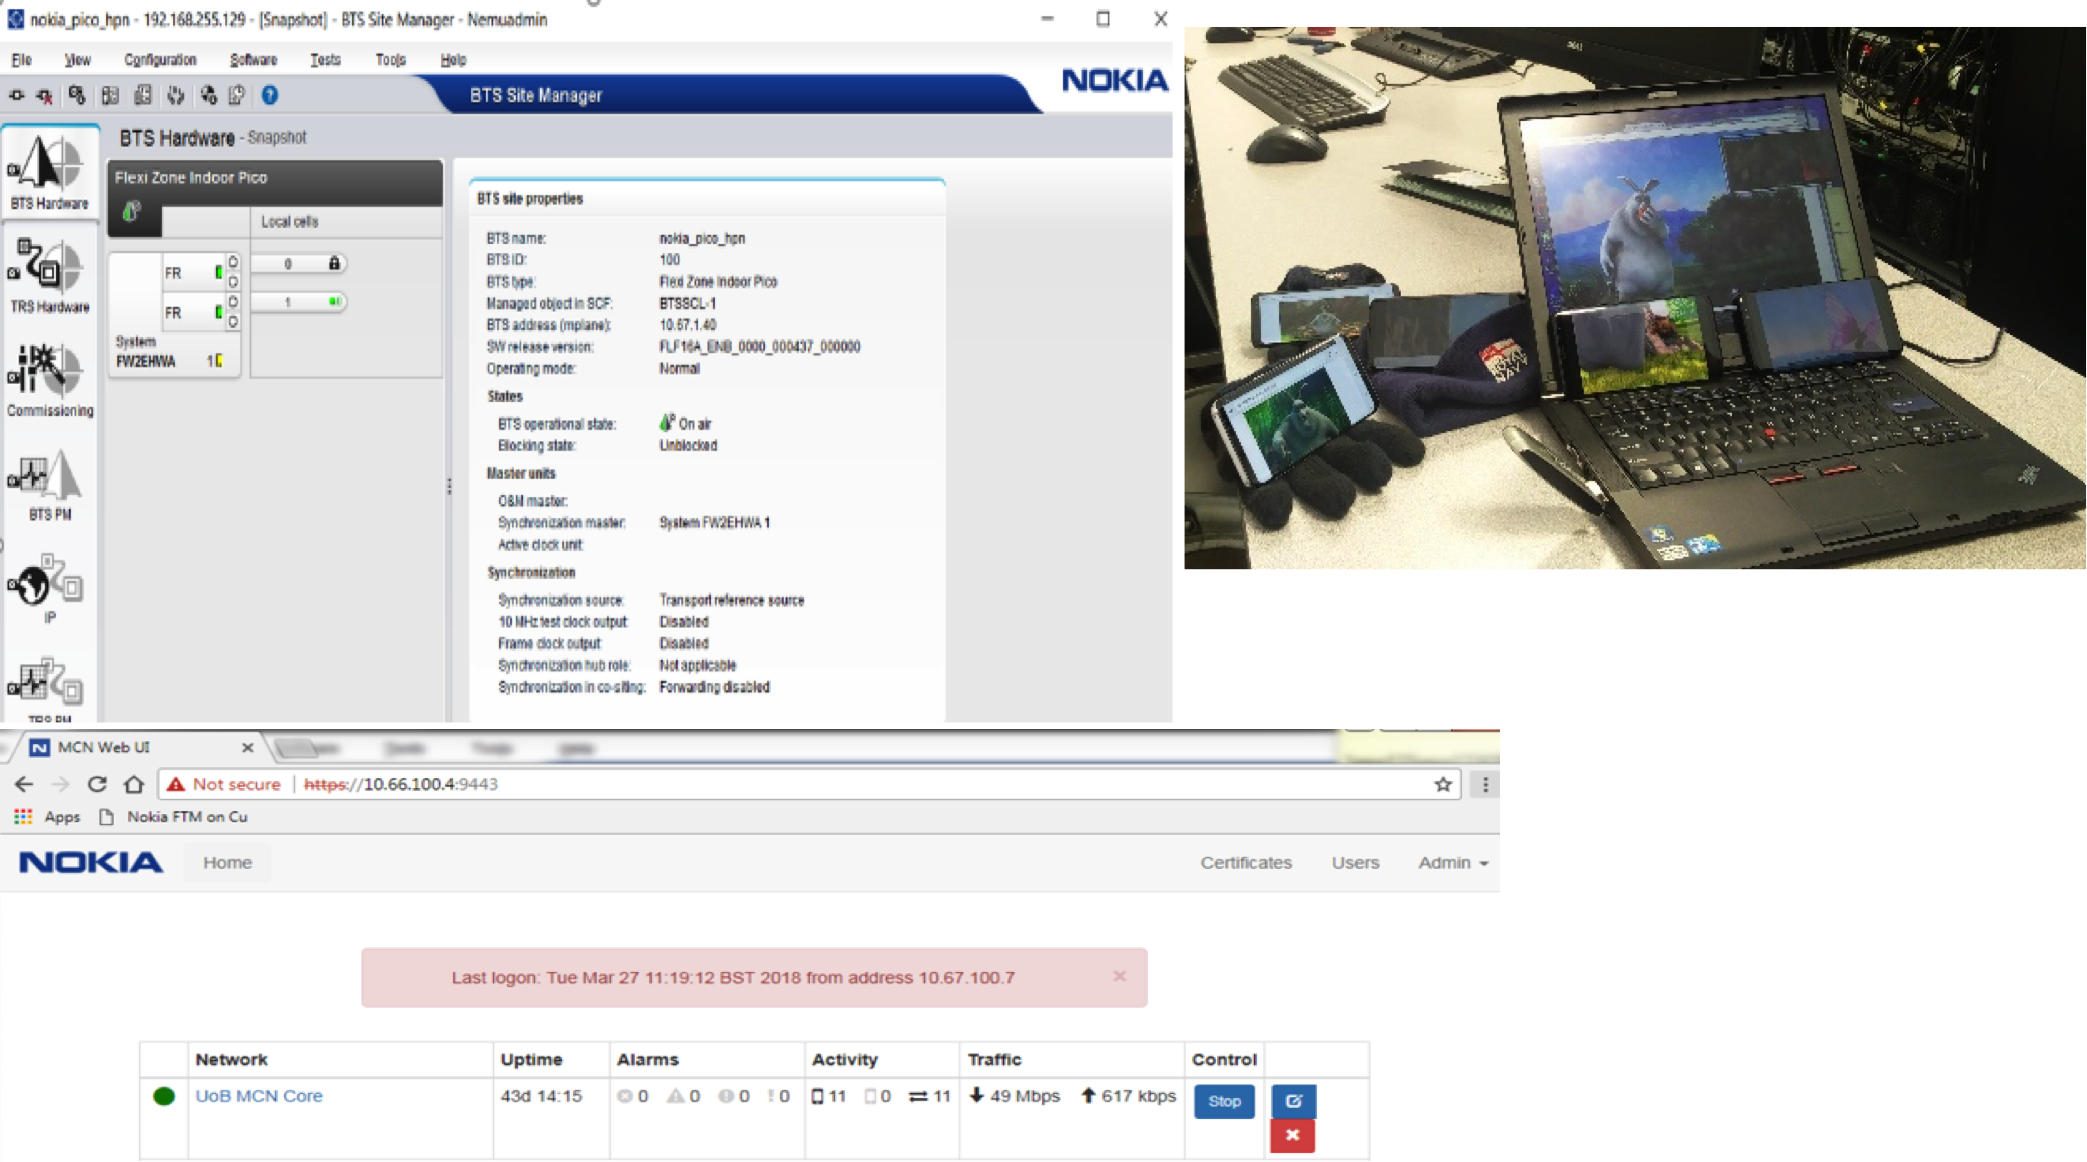 nokia_pico_hpn - 192.168.255.129 - [Snapshot] - BTS Site Manager - Nemuadmin
File View Configuration Software Tests Tools Help
BTS Site Manager
NOKIA
BTS Hardware - Snapshot
BTS Hardware
TRS Hardware
Commissioning
BTS PM
IP
TRS PM
Flexi Zone Indoor Pico
Local cells
FR
0
FR
1
System
FW2EHWA 1
BTS site properties
BTS name: nokia_pico_hpn
BTS ID: 100
BTS type: Flexi Zone Indoor Pico
Managed object in SCF: BTSSCL-1
BTS address (mplane): 10.67.1.40
SW release version: FLF16A_ENB_0000_000437_000000
Operating mode: Normal
States
BTS operational state: On air
Blocking state: Unblocked
Master units
O&M master:
Synchronization master: System FW2EHWA 1
Active clock unit:
Synchronization
Synchronization source: Transport reference source
10 MHz test clock output: Disabled
Frame clock output: Disabled
Synchronization hub role: Not applicable
Synchronization in co-siting: Forwarding disabled
DELL
ROYAL
NAVY
MCN Web UI
Not secure | https://10.66.100.4:9443
Apps Nokia FTM on Cu
NOKIA Home Certificates Users Admin
Last logon: Tue Mar 27 11:19:12 BST 2018 from address 10.67.100.7 ×
Network Uptime Alarms Activity Traffic Control
UoB MCN Core 43d 14:15 0 0 0 0 11 0 11 49 Mbps 617 kbps Stop